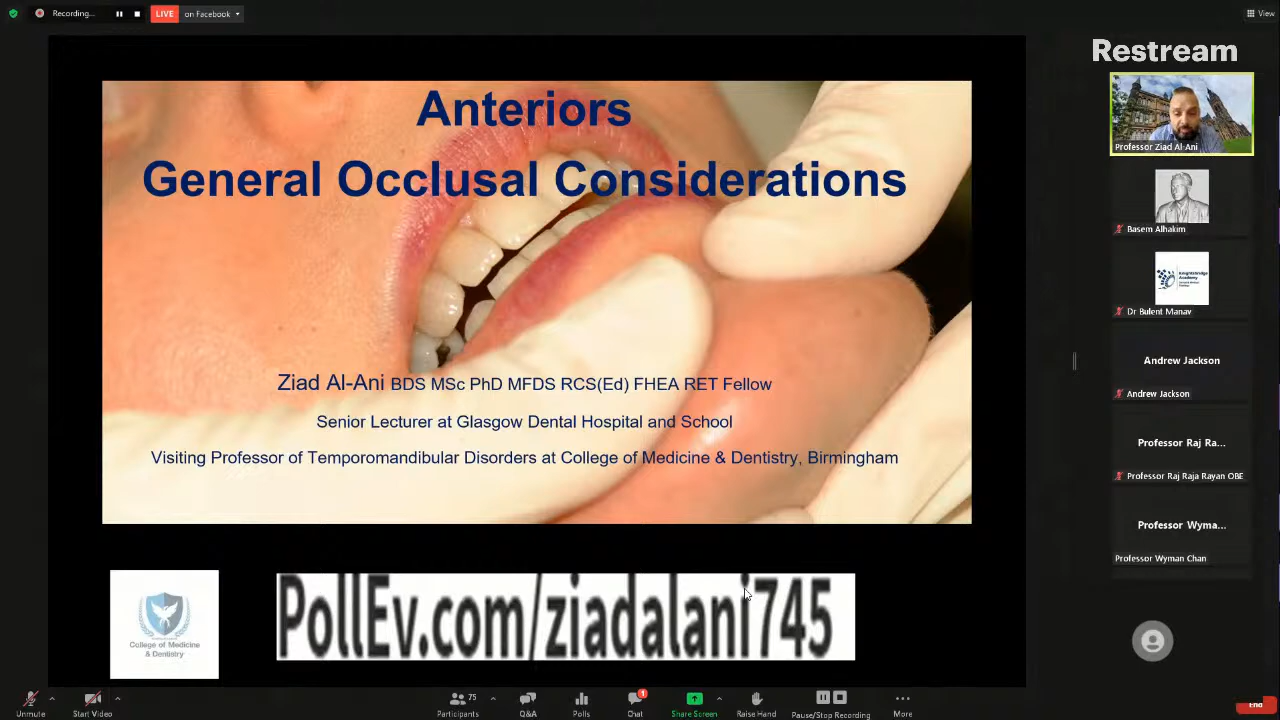 Recording...
LIVE
on Facebook
View
Restream
Anteriors
General Occlusal Considerations
Ziad Al-Ani BDS MSc PhD MFDS RCS(Ed) FHEA RET Fellow
Senior Lecturer at Glasgow Dental Hospital and School
Visiting Professor of Temporomandibular Disorders at College of Medicine & Dentistry, Birmingham
College of Medicine
& Dentistry
PollEv.com/ziadalani745
Professor Ziad Al-Ani
Basem Alhakim
Knightsbridge
Academy
Dr Bulent Manav
Andrew Jackson
Andrew Jackson
Professor Raj Ra...
Professor Raj Raja Rayan OBE
Professor Wyma...
Professor Wyman Chan
Unmute
Start Video
75
Participants
Q&A
Polls
1
Chat
Share Screen
Raise Hand
Pause/Stop Recording
More
End